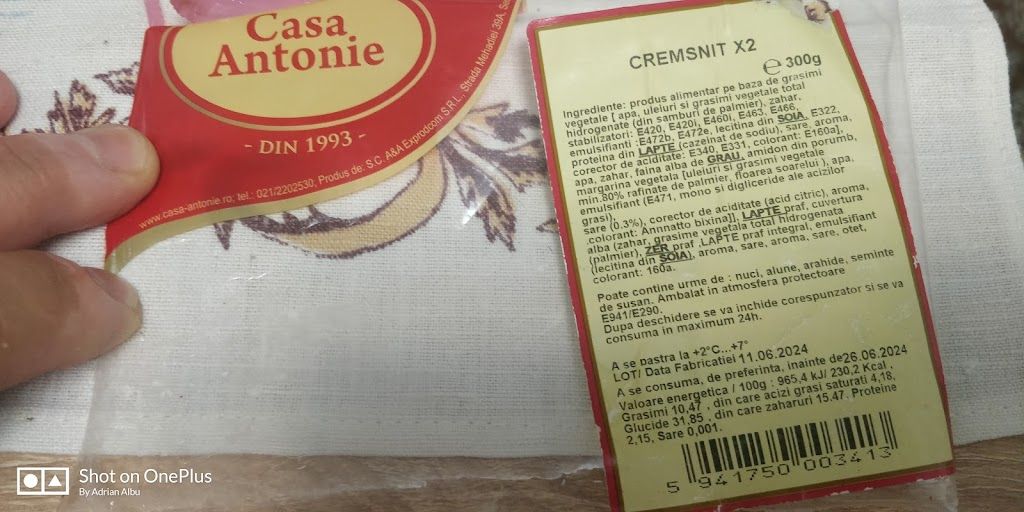 Casa
Antonie
- DIN 1993 -
www.casa-antonie.ro; tel.: 021/2202530, Produs de: S.C. A&A Exprodcom S.R.L., Strada Mehadiei 39A, Se
CREMSNIT X2
℮ 300g
Ingrediente: produs alimentar pe baza de grasimi
vegetale [ apa, uleiuri si grasimi vegetale total
hidrogenate (din samburi de palmier), zahar,
stabilizatori: E420, E420i, E460i, E463, E466,
emulsifianti :E472b, E472e, lecitina din SOIA, E322,
proteina din LAPTE (cazeinat de sodiu), sare, aroma,
corector de aciditate: E340, E331, colorant: E160a],
apa, zahar, faina alba de GRAU, amidon din porumb,
margarina vegetala [uleiuri si grasimi vegetale
min.80% rafinate de palmier, floarea soarelui ), apa,
emulsifiant (E471, mono si digliceride ale acizilor
grasi),
sare (0.3%), corector de aciditate (acid citric), aroma,
colorant: Annnatto bixina)], LAPTE praf, cuvertura
alba (zahar, grasime vegetala total hidrogenata
(palmier), ZER praf ,LAPTE praf integral, emulsifiant
(lecitina din SOIA), aroma, sare, aroma, sare, otet,
colorant: 160a.
Poate contine urme de : nuci, alune, arahide, seminte
de susan. Ambalat in atmosfera protectoare
E941/E290.
Dupa deschidere se va inchide corespunzator si se va
consuma in maximum 24h.
A se pastra la +2°C...+7°
LOT/ Data Fabricatiei 11.06.2024
A se consuma, de preferinta, inainte de26.06.2024
Valoare energetica / 100g : 965,4 kJ/ 230,2 Kcal ,
Grasimi 10,47 , din care acizi grasi saturati 4,18,
Glucide 31,85 , din care zaharuri 15.47, Proteine
2,15, Sare 0,001.
5 941750 003413
Shot on OnePlus
By Adrian Albu